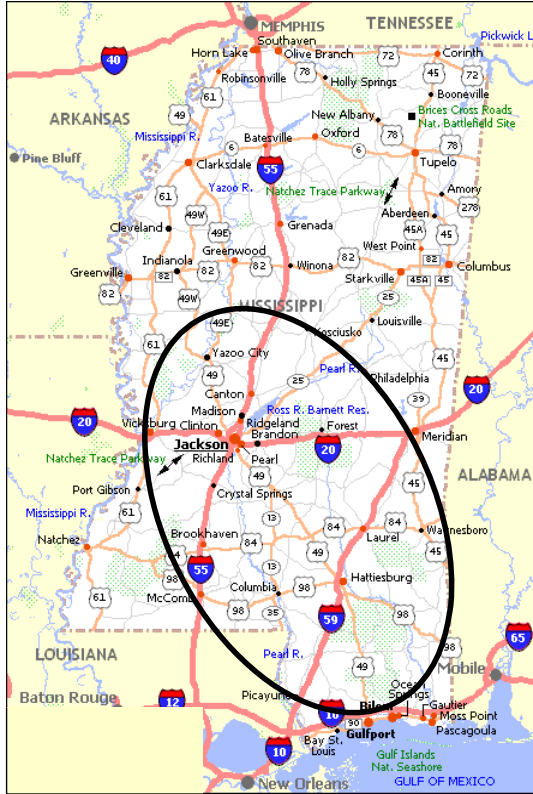 MEMPHIS
TENNESSEE
Southaven
72
Pickwick L
Horn Lake
Olive Branch
Corinth
40
78
72
45
Robinsonville
Holly Springs
Booneville
61
49
ARKANSAS
New Albany
Brices Cross Roads
Nat. Battlefield Site
Mississippi R.
Batesville
Oxford
78
78
Pine Bluff
6
6
Tupelo
Clarksdale
55
Natchez Trace Parkway
Yazoo R.
Amory
61
278
49W
Aberdeen
45A
45
Cleveland
49E
Grenada
West Point
Greenwood
82
82
Indianola
Winona
Columbus
Greenville
82
82
82
Starkville
45A
45
82
49W
25
MISSISSIPPI
49E
Louisville
Kosciusko
61
45
Yazoo City
Pearl R.
49
Philadelphia
25
Canton
39
20
Madison
Ross R. Barnett Res.
20
Vicksburg
Clinton
Ridgeland
Forest
Meridian
Jackson
Brandon
20
Natchez Trace Parkway
Richland
Pearl
ALABAMA
49
Port Gibson
Crystal Springs
45
61
Mississippi R.
13
84
84
Waynesboro
Brookhaven
Laurel
Natchez
84
49
45
55
13
98
Hattiesburg
McComb
Columbia
98
98
61
98
35
59
98
65
LOUISIANA
Pearl R.
49
Mobile
Ocean
Springs
Baton Rouge
12
Picayune
Gautier
10
Biloxi
90
Moss Point
Gulfport
Pascagoula
10
Bay St.
Louis
Gulf Islands
Nat. Seashore
New Orleans
GULF OF MEXICO